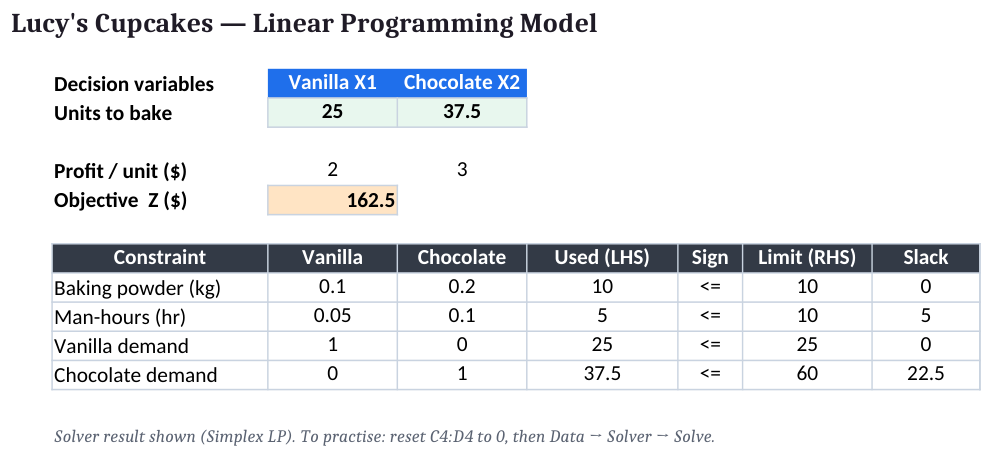 Lucy's Cupcakes — Linear Programming Model
Decision variables Vanilla X1 Chocolate X2
Units to bake 25 37.5
Profit / unit ($) 2 3
Objective Z ($) 162.5
Constraint Vanilla Chocolate Used (LHS) Sign Limit (RHS) Slack
Baking powder (kg) 0.1 0.2 10 <= 10 0
Man-hours (hr) 0.05 0.1 5 <= 10 5
Vanilla demand 1 0 25 <= 25 0
Chocolate demand 0 1 37.5 <= 60 22.5
Solver result shown (Simplex LP). To practise: reset C4:D4 to 0, then Data → Solver → Solve.